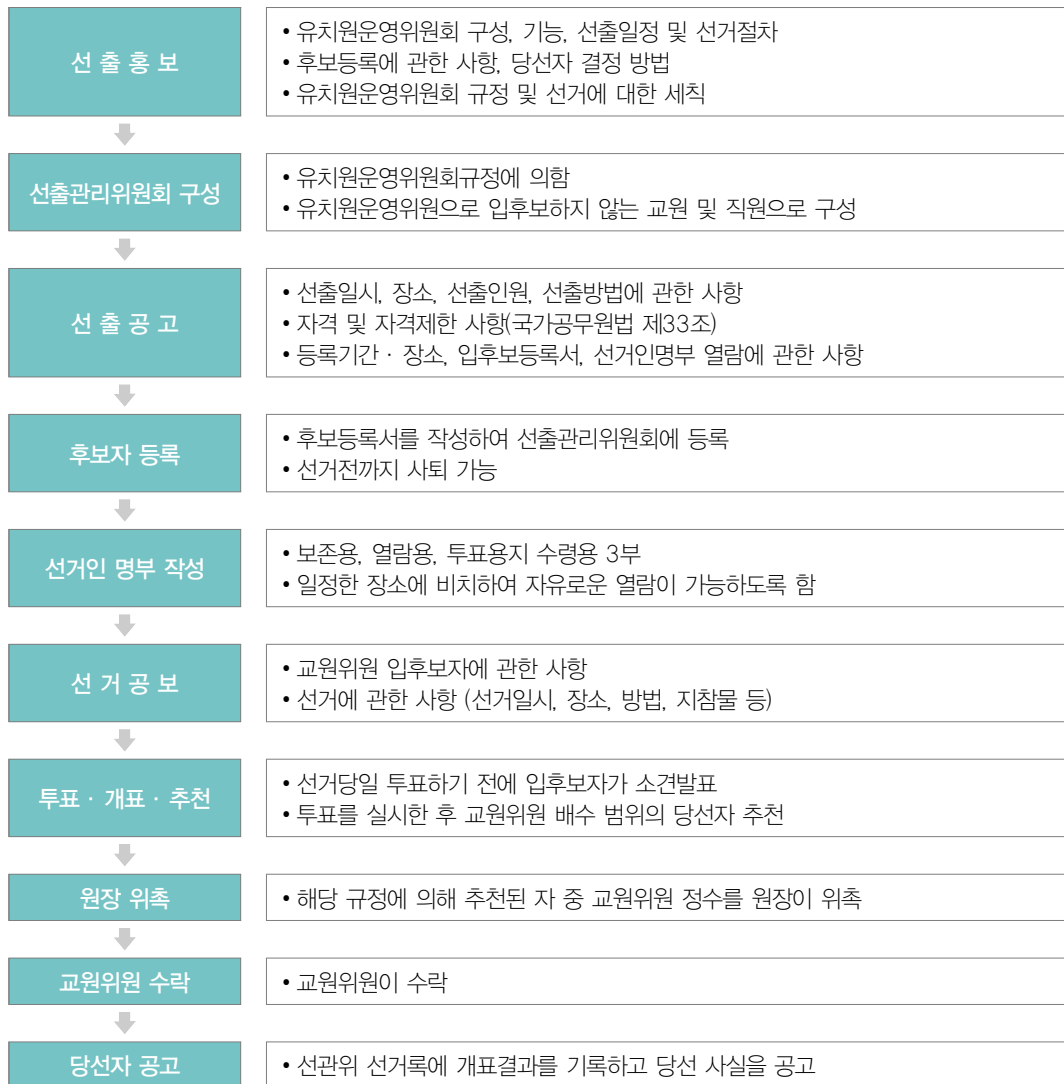 선 출 홍 보
• 유치원운영위원회 구성, 기능, 선출일정 및 선거절차
• 후보등록에 관한 사항, 당선자 결정 방법
• 유치원운영위원회 규정 및 선거에 대한 세칙
선출관리위원회 구성
• 유치원운영위원회규정에 의함
• 유치원운영위원으로 입후보하지 않는 교원 및 직원으로 구성
선 출 공 고
• 선출일시, 장소, 선출인원, 선출방법에 관한 사항
• 자격 및 자격제한 사항(국가공무원법 제33조)
• 등록기간 · 장소, 입후보등록서, 선거인명부 열람에 관한 사항
후보자 등록
• 후보등록서를 작성하여 선출관리위원회에 등록
• 선거전까지 사퇴 가능
선거인 명부 작성
• 보존용, 열람용, 투표용지 수령용 3부
• 일정한 장소에 비치하여 자유로운 열람이 가능하도록 함
선 거 공 보
• 교원위원 입후보자에 관한 사항
• 선거에 관한 사항 (선거일시, 장소, 방법, 지참물 등)
투표 · 개표 · 추천
• 선거당일 투표하기 전에 입후보자가 소견발표
• 투표를 실시한 후 교원위원 배수 범위의 당선자 추천
원장 위촉
• 해당 규정에 의해 추천된 자 중 교원위원 정수를 원장이 위촉
교원위원 수락
• 교원위원이 수락
당선자 공고
• 선관위 선거록에 개표결과를 기록하고 당선 사실을 공고